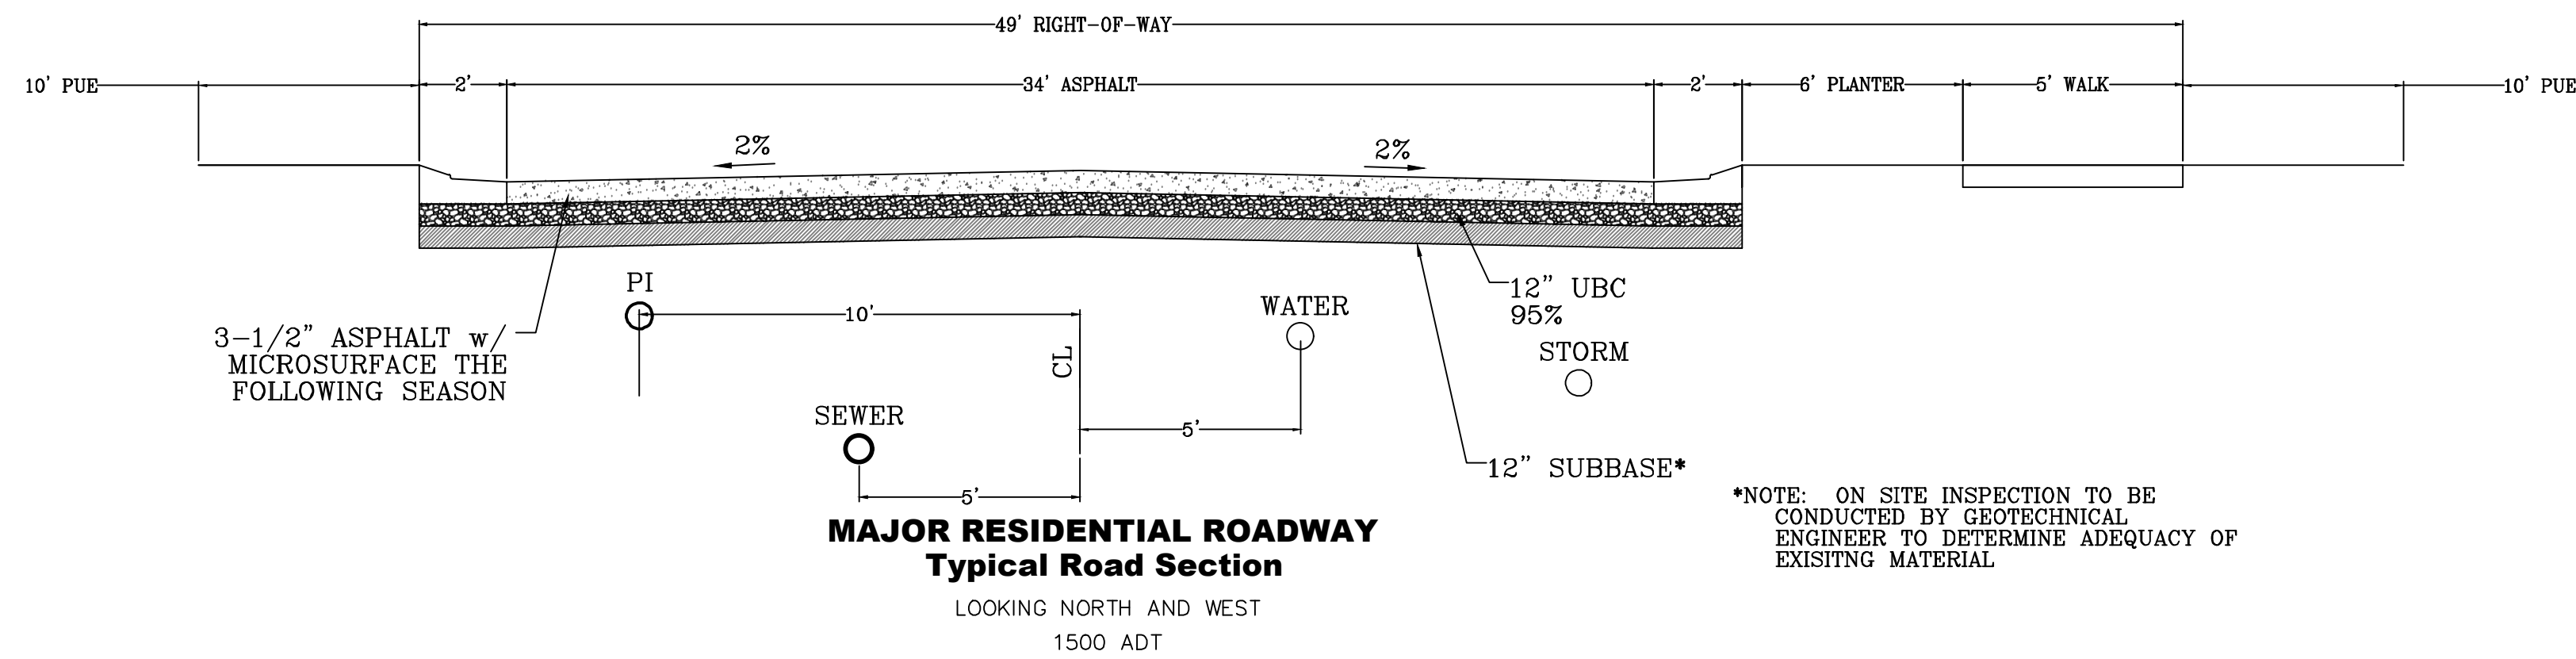 49' RIGHT-OF-WAY
10' PUE
2'
34' ASPHALT
2'
6' PLANTER
5' WALK
10' PUE
2%
2%
PI
10'
CL
WATER
12" UBC
95%
3-1/2" ASPHALT w/
MICROSURFACE THE
FOLLOWING SEASON
STORM
SEWER
5'
5'
12" SUBBASE*
*NOTE: ON SITE INSPECTION TO BE
CONDUCTED BY GEOTECHNICAL
ENGINEER TO DETERMINE ADEQUACY OF
EXISITNG MATERIAL
MAJOR RESIDENTIAL ROADWAY
Typical Road Section
LOOKING NORTH AND WEST
1500 ADT